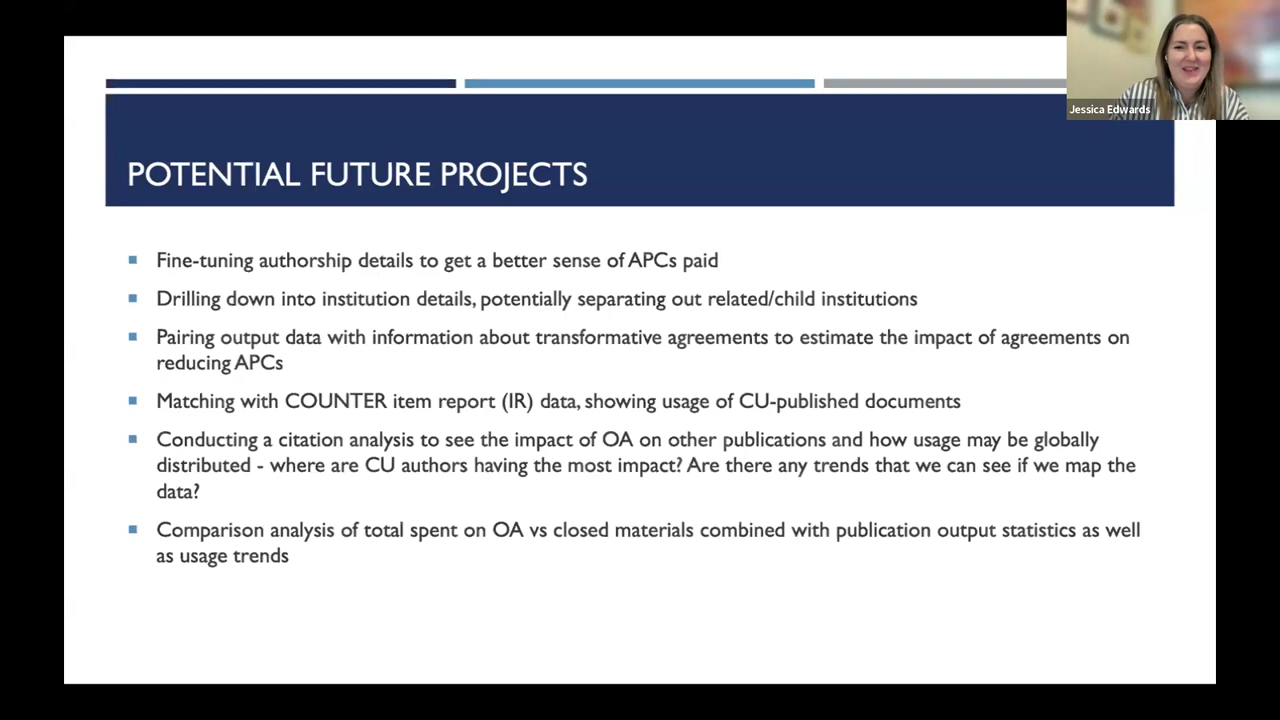 Jessica Edwards
POTENTIAL FUTURE PROJECTS
Fine-tuning authorship details to get a better sense of APCs paid
Drilling down into institution details, potentially separating out related/child institutions
Pairing output data with information about transformative agreements to estimate the impact of agreements on
reducing APCs
Matching with COUNTER item report (IR) data, showing usage of CU-published documents
Conducting a citation analysis to see the impact of OA on other publications and how usage may be globally
distributed - where are CU authors having the most impact? Are there any trends that we can see if we map the
data?
Comparison analysis of total spent on OA vs closed materials combined with publication output statistics as well
as usage trends